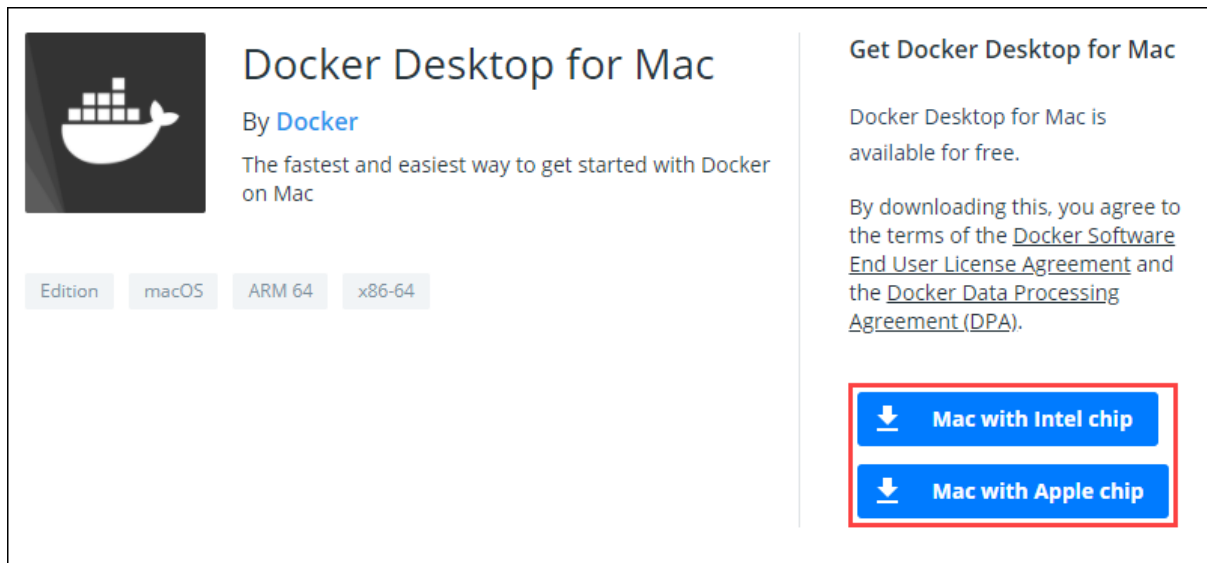 Docker Desktop for Mac
By Docker
The fastest and easiest way to get started with Docker
on Mac
Edition
macOS
ARM 64
x86-64
Get Docker Desktop for Mac
Docker Desktop for Mac is
available for free.
By downloading this, you agree to
the terms of the Docker Software
End User License Agreement and
the Docker Data Processing
Agreement (DPA).
Mac with Intel chip
Mac with Apple chip